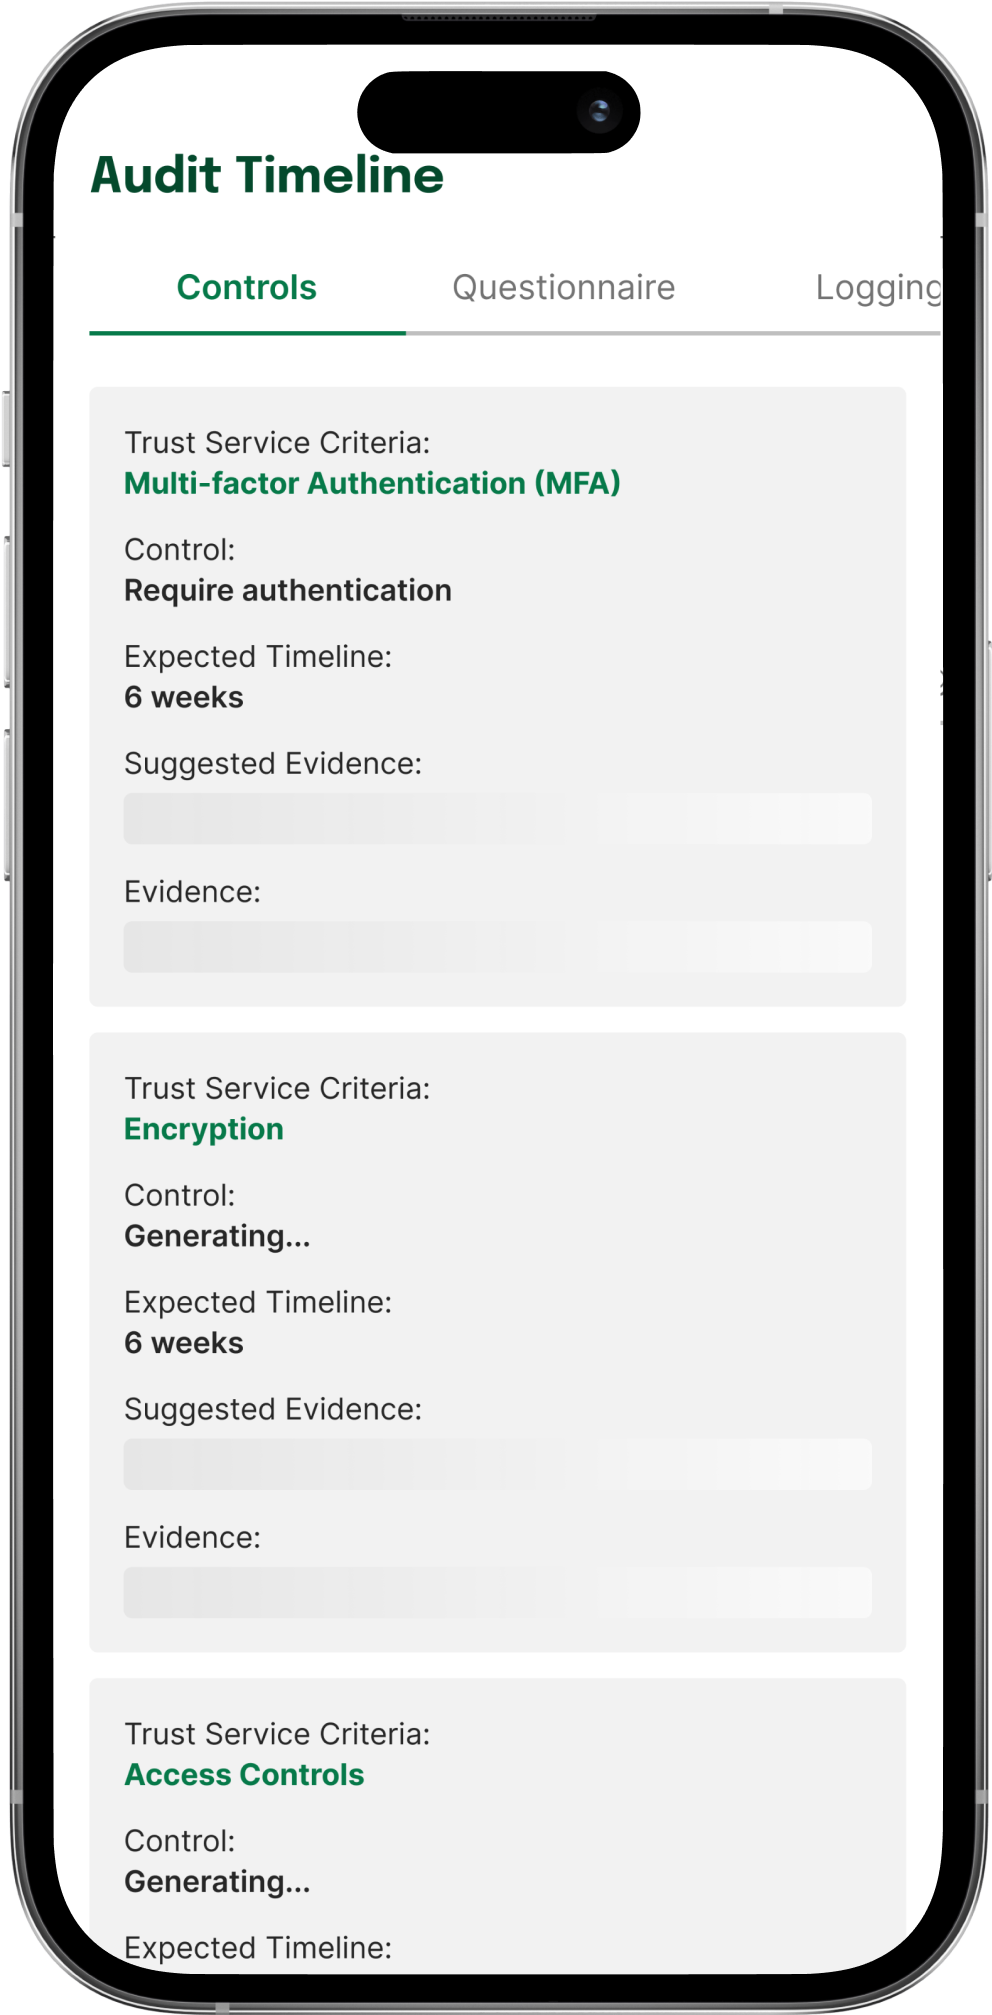 Audit Timeline
Controls Questionnaire Logging
Trust Service Criteria:
Multi-factor Authentication (MFA)
Control:
Require authentication
Expected Timeline:
6 weeks
Suggested Evidence:
Evidence:
Trust Service Criteria:
Encryption
Control:
Generating...
Expected Timeline:
6 weeks
Suggested Evidence:
Evidence:
Trust Service Criteria:
Access Controls
Control:
Generating...
Expected Timeline: